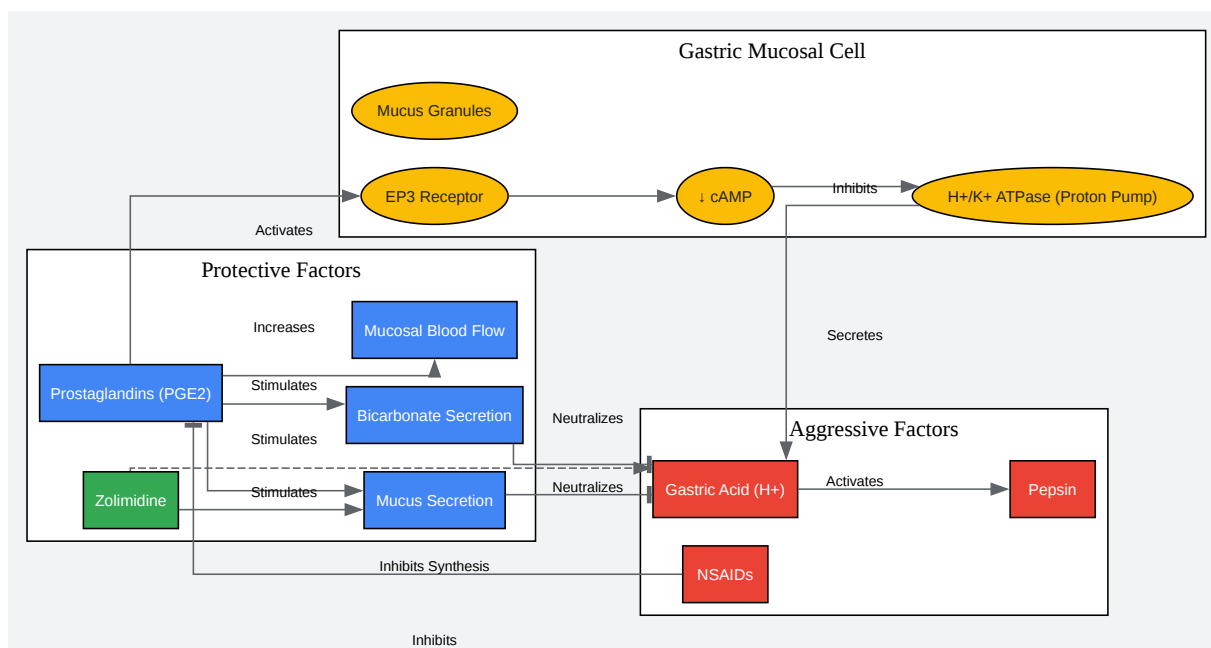 Gastric Mucosal Cell
Mucus Granules
EP3 Receptor
↓ cAMP
Inhibits
H+/K+ ATPase (Proton Pump)
Activates
Protective Factors
Increases
Mucosal Blood Flow
Secretes
Prostaglandins (PGE2)
Stimulates
Bicarbonate Secretion
Neutralizes
Aggressive Factors
Stimulates
Zolimidine
Stimulates
Mucus Secretion
Neutralizes
Gastric Acid (H+)
Activates
Pepsin
Inhibits Synthesis
NSAIDs
Inhibits